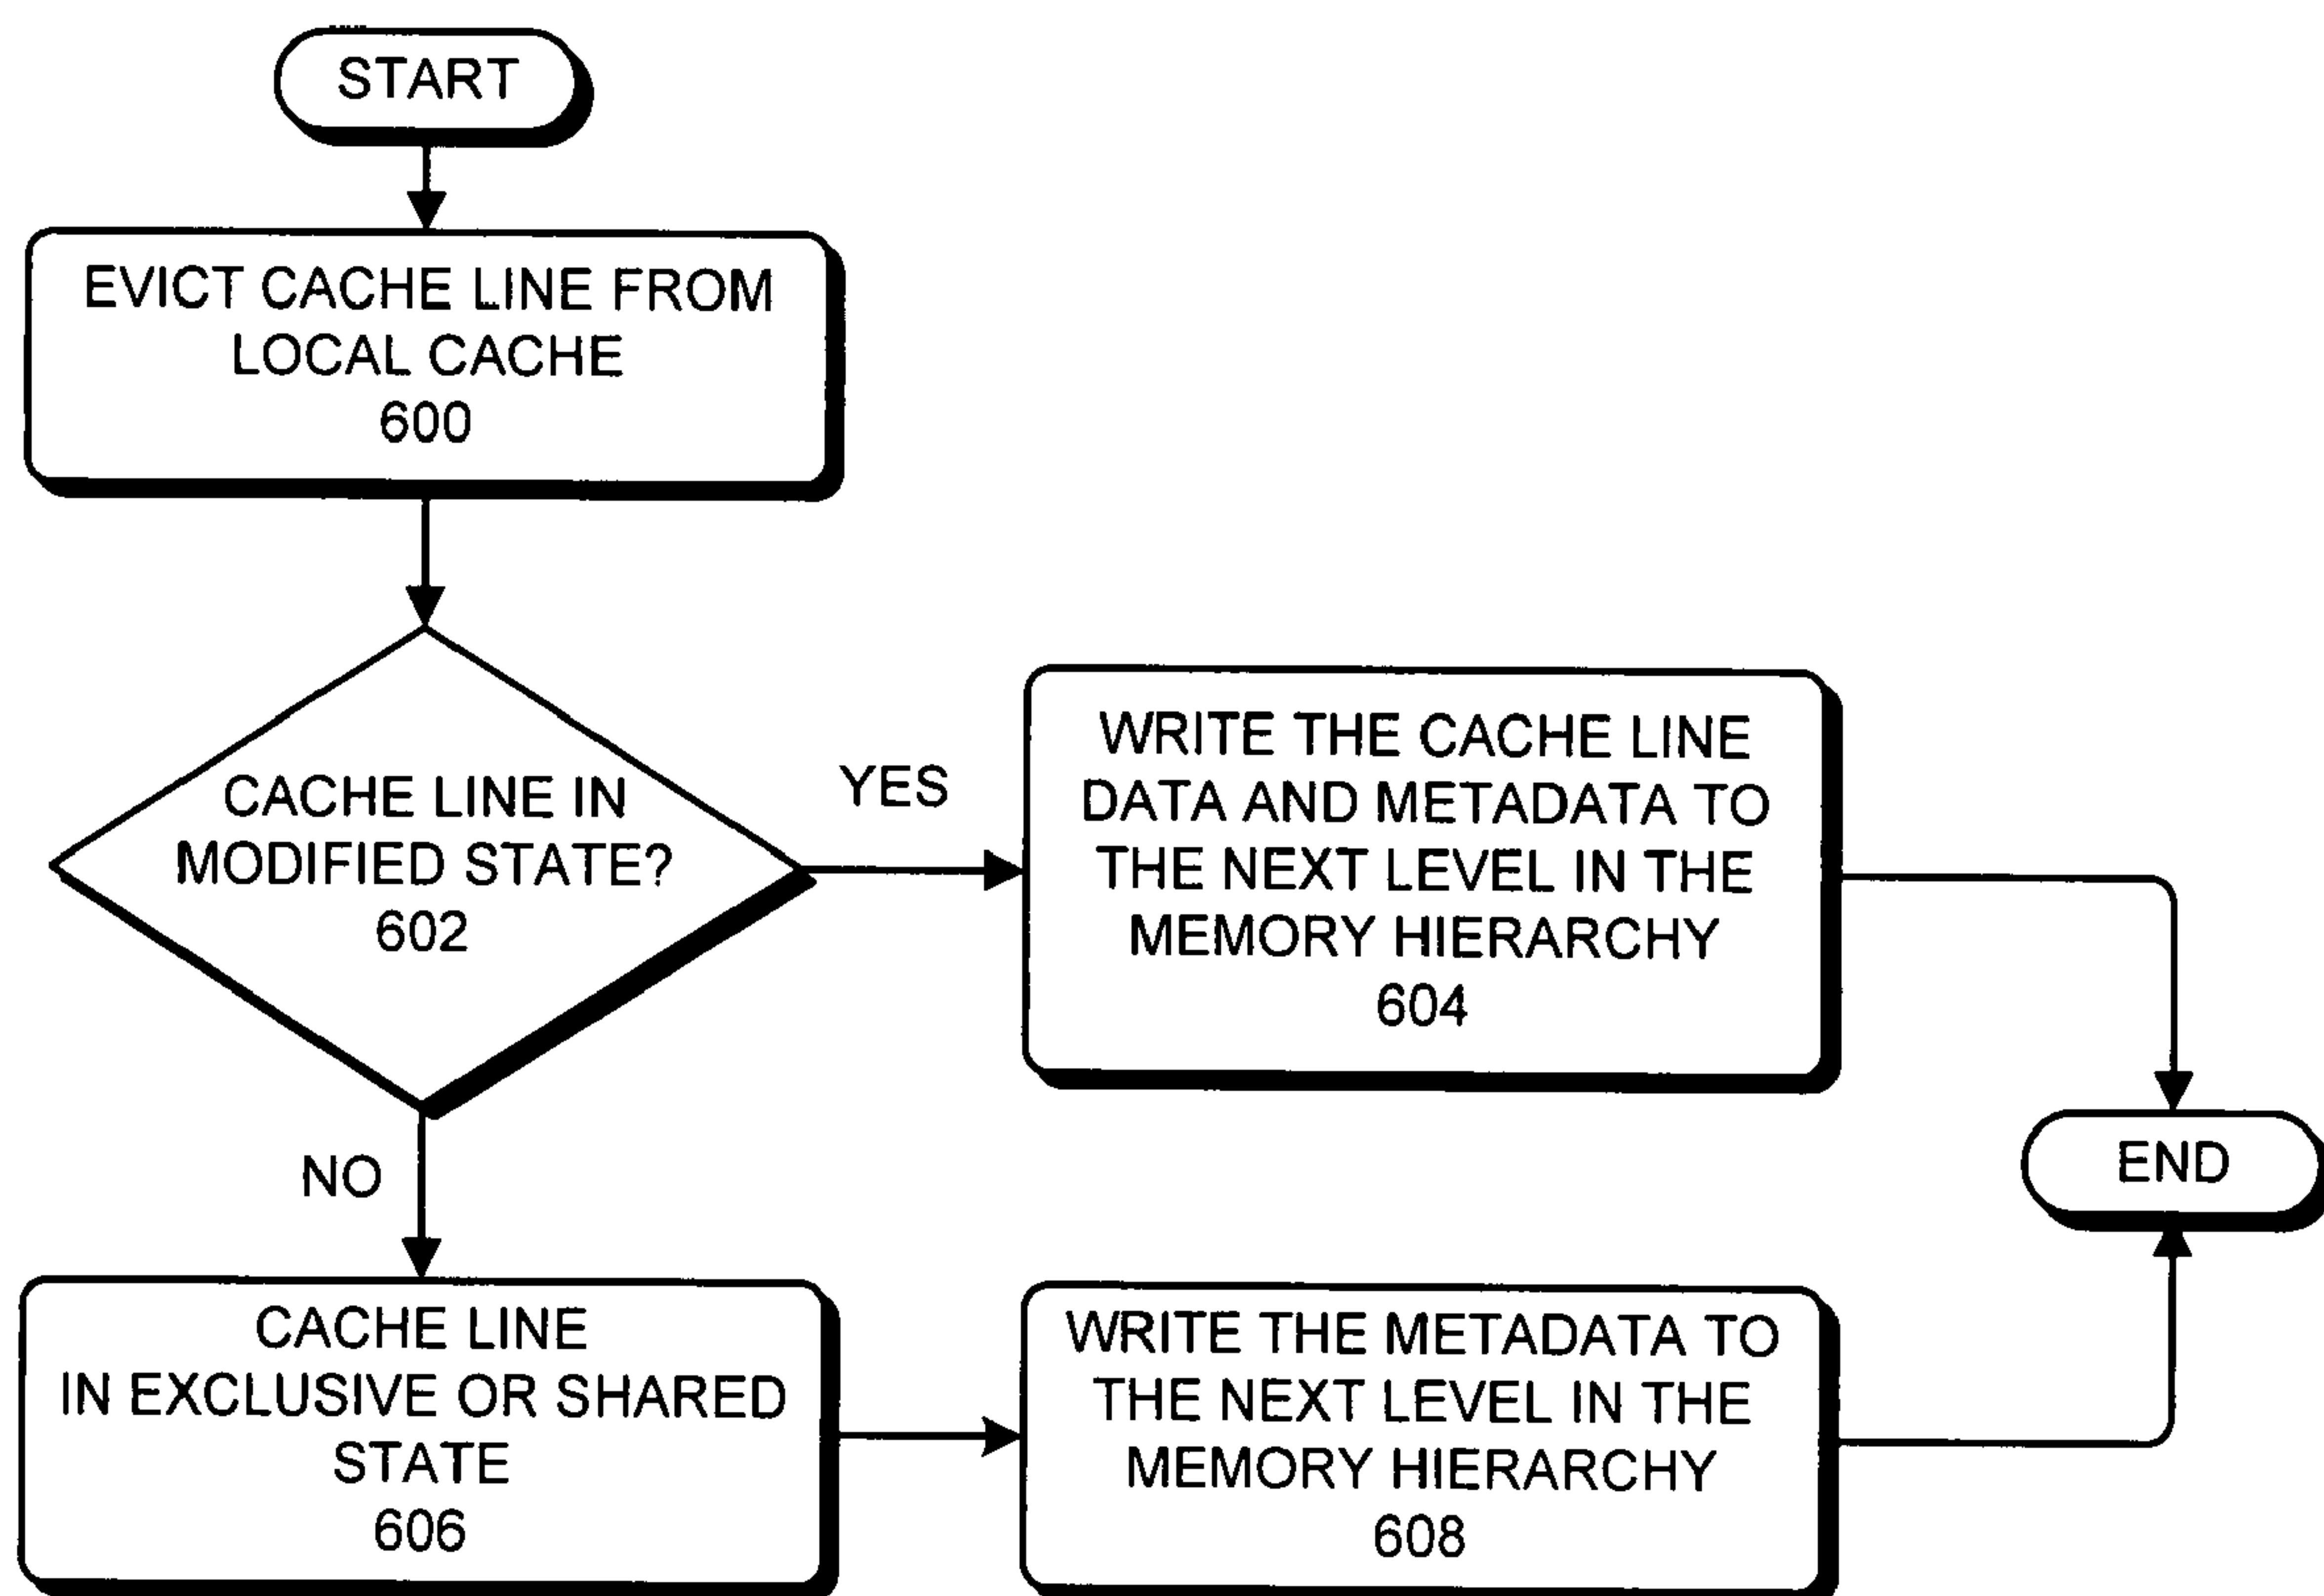 START
EVICT CACHE LINE FROM
LOCAL CACHE
600
CACHE LINE IN
MODIFIED STATE?
602
YES
WRITE THE CACHE LINE
DATA AND METADATA TO
THE NEXT LEVEL IN THE
MEMORY HIERARCHY
604
NO
END
CACHE LINE
IN EXCLUSIVE OR SHARED
STATE
606
WRITE THE METADATA TO
THE NEXT LEVEL IN THE
MEMORY HIERARCHY
608